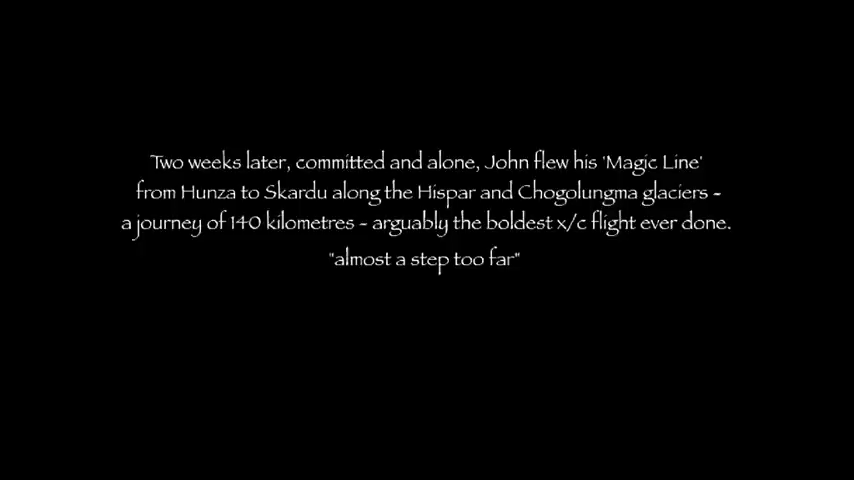 Two weeks later, committed and alone, John flew his 'Magic Line'
from Hunza to Skardu along the Hispar and Chogolungma glaciers -
a journey of 140 kilometres - arguably the boldest x/c flight ever done.
"almost a step too far"